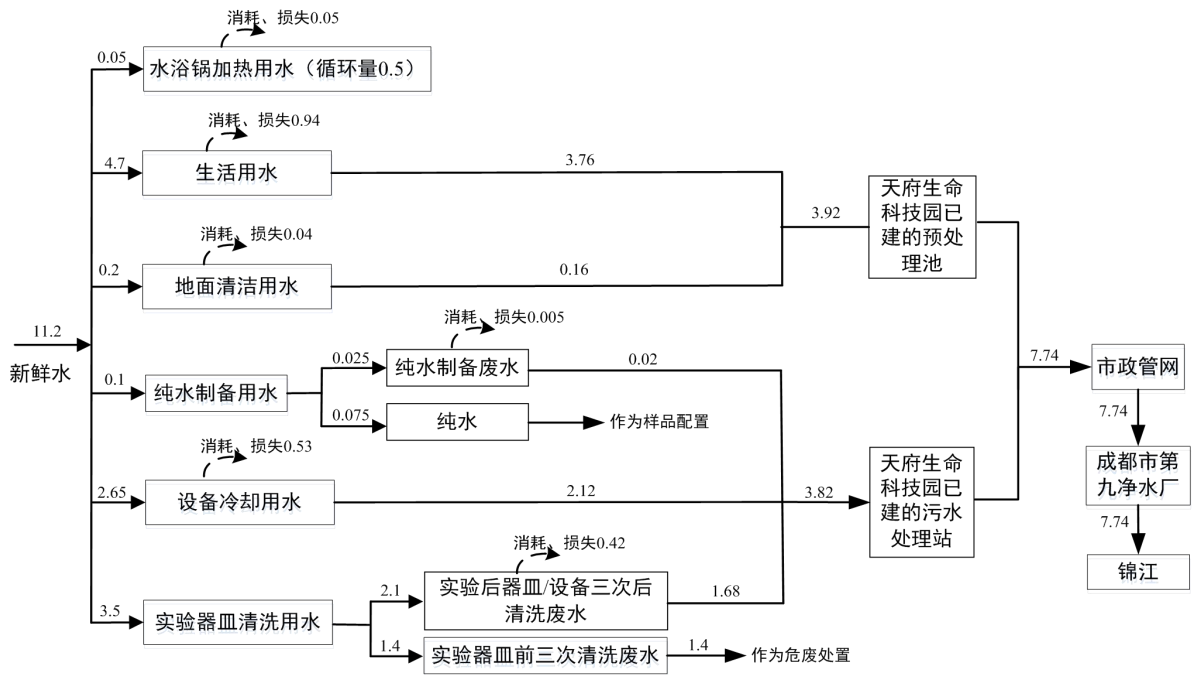 消耗、损失0.05
0.05
水浴锅加热用水（循环量0.5）
消耗、损失0.94
4.7
生活用水
3.76
消耗、损失0.04
0.2
地面清洁用水
0.16
3.92
天府生命
科技园已
建的预处
理池
11.2
新鲜水
0.1
纯水制备用水
0.025
消耗、损失0.005
纯水制备废水
0.02
0.075
纯水
作为样品配置
消耗、损失0.53
2.65
设备冷却用水
2.12
3.82
天府生命
科技园已
建的污水
处理站
3.5
实验器皿清洗用水
消耗、损失0.42
2.1
实验后器皿/设备三次后
清洗废水
1.68
1.4
实验器皿前三次清洗废水
1.4
作为危废处置
7.74
市政管网
7.74
成都市第
九净水厂
7.74
锦江